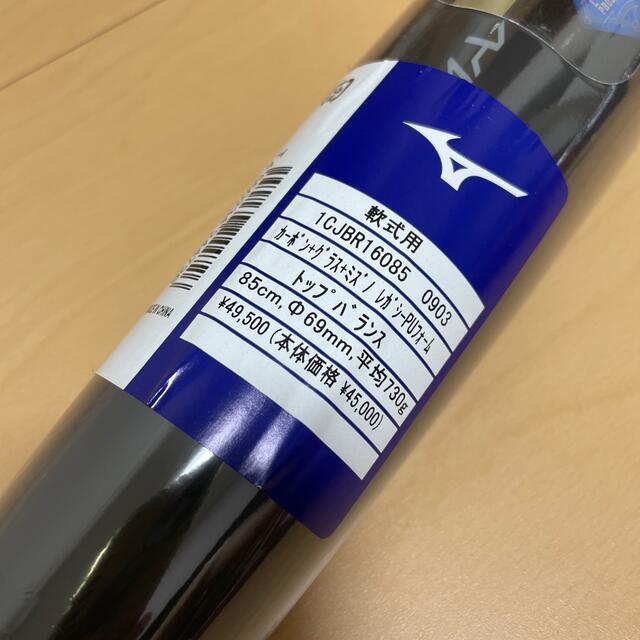 軟式用
1CJBR16085 0903
ｶｰﾎﾞﾝ+ｸﾞﾗｽ+ﾐｽﾞﾉ ﾚｶﾞｼｰPUﾌｫｰﾑ
トップバランス
85cm,Φ69mm,平均730g
¥49,500 (本体価格 ¥45,000)
CHINA